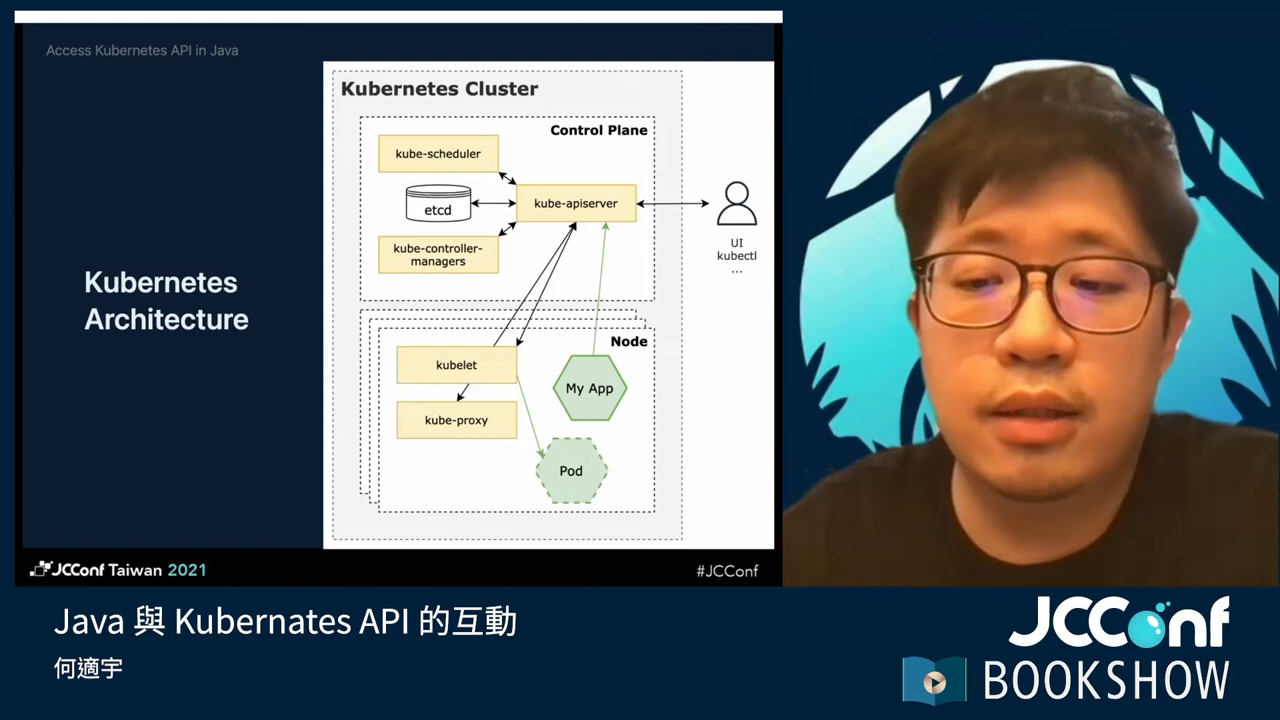 Access Kubernetes API in Java
Kubernetes
Architecture
Kubernetes Cluster
Control Plane
kube-scheduler
etcd
kube-apiserver
kube-controller-
managers
UI
kubectl
...
Node
kubelet
My App
kube-proxy
Pod
JCConf Taiwan 2021
#JCConf
Java 與 Kubernates API 的互動
何適宇
JCConf
BOOKSHOW